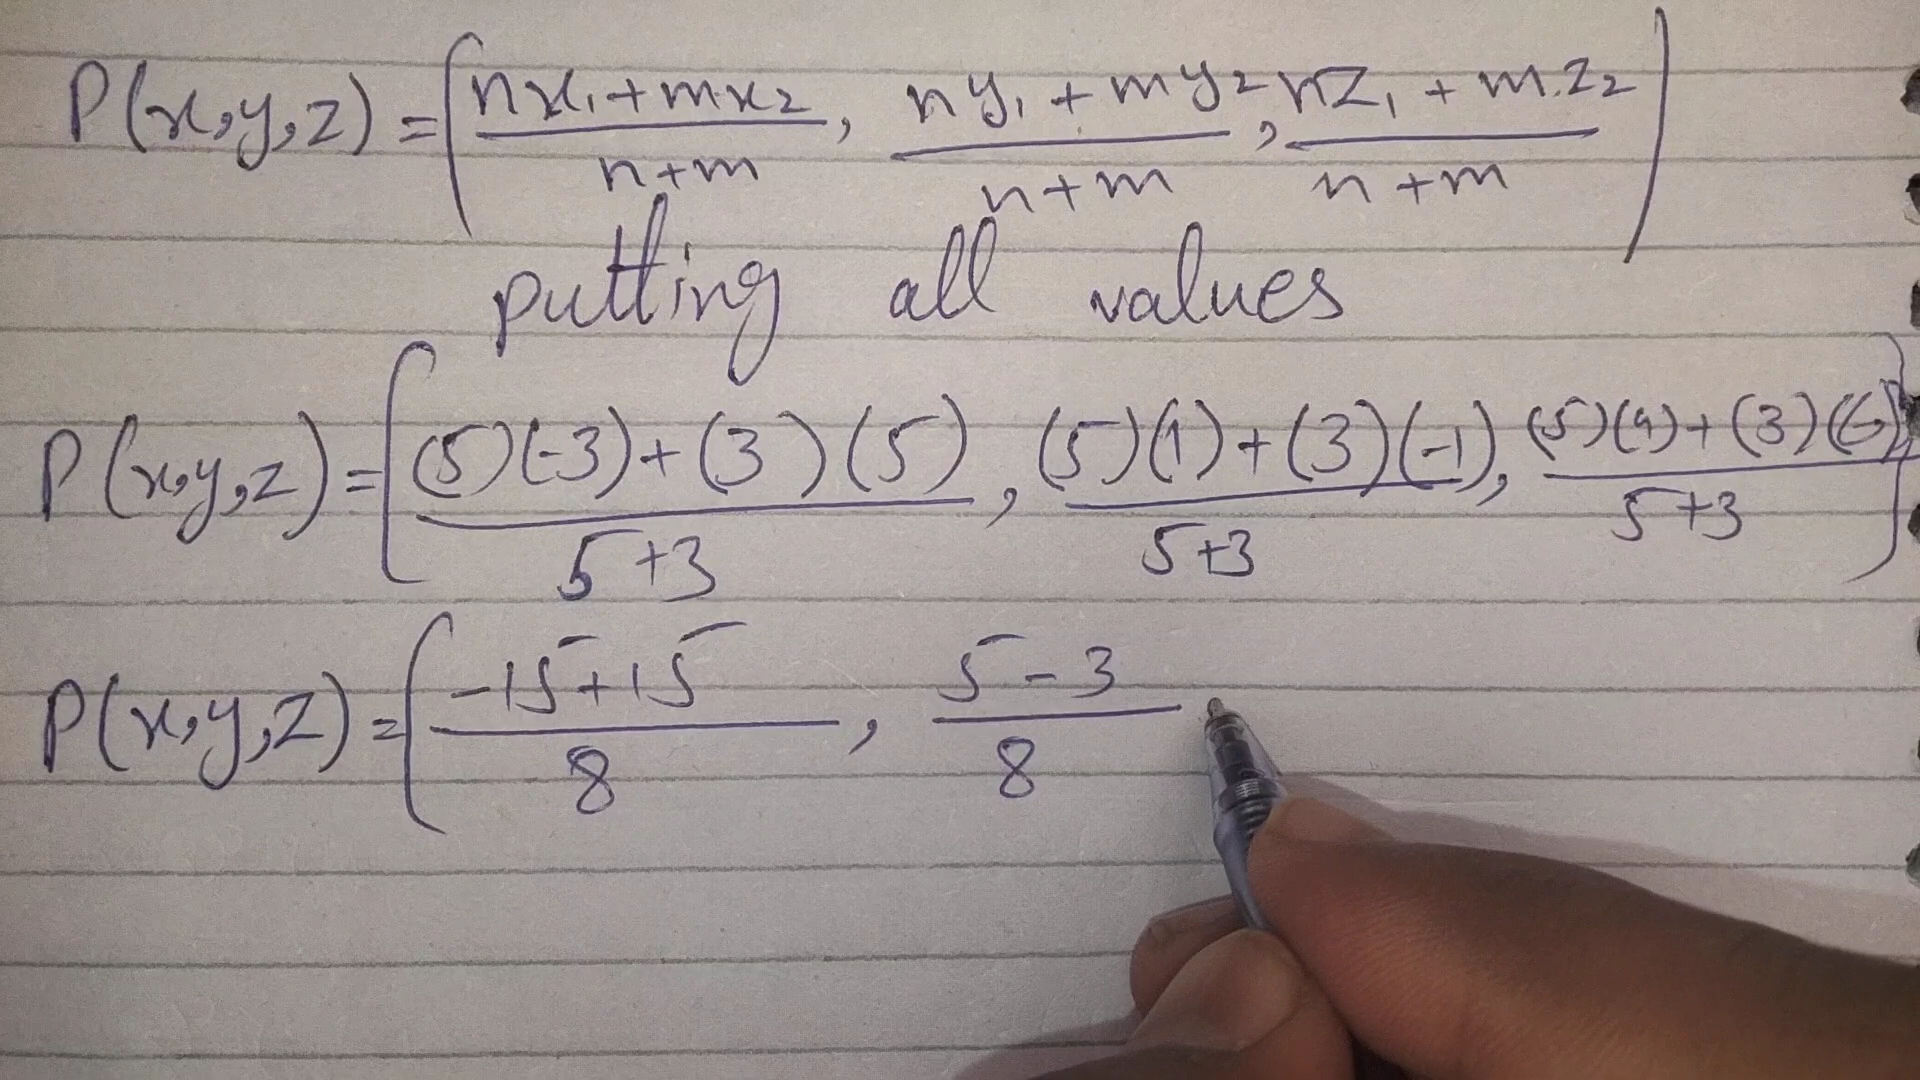 P(x,y,z) = (nx₁+mx₂/n+m, ny₁+my₂/n+m, nz₁+m.z₂/n+m)
putting all values
P(x,y,z) = ((5)(-3)+(3)(5)/5+3, (5)(1)+(3)(-1)/5+3, (5)(4)+(3)(6)/5+3)
P(x,y,z) = (-15+15/8, 5-3/8